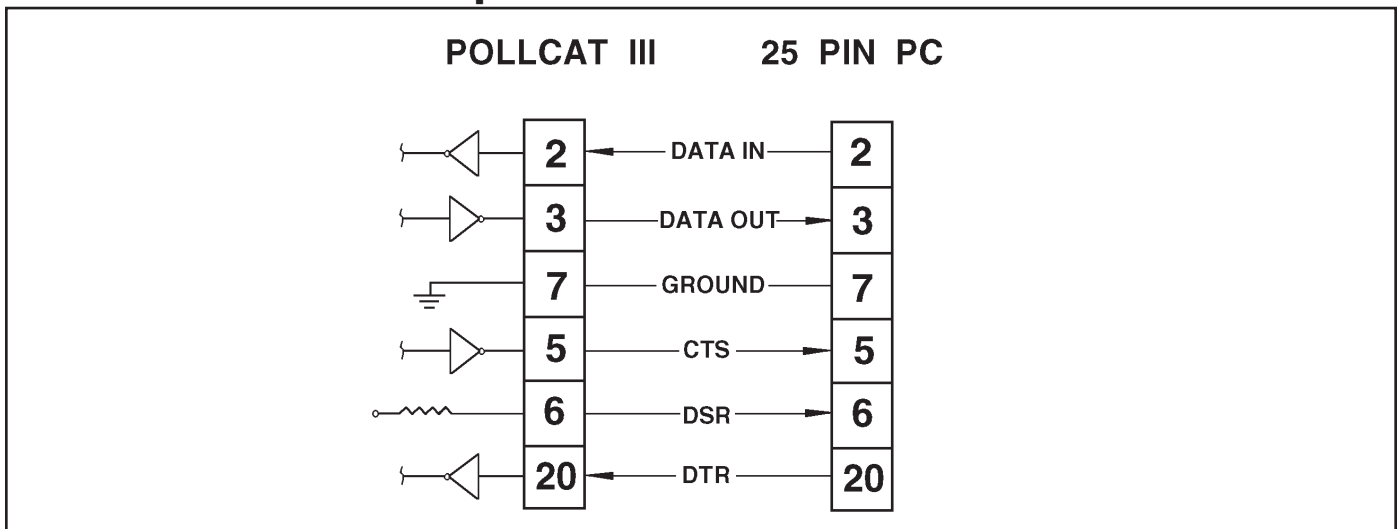 POLLCAT III 25 PIN PC
2 DATA IN 2
3 DATA OUT 3
7 GROUND 7
5 CTS 5
6 DSR 6
20 DTR 20